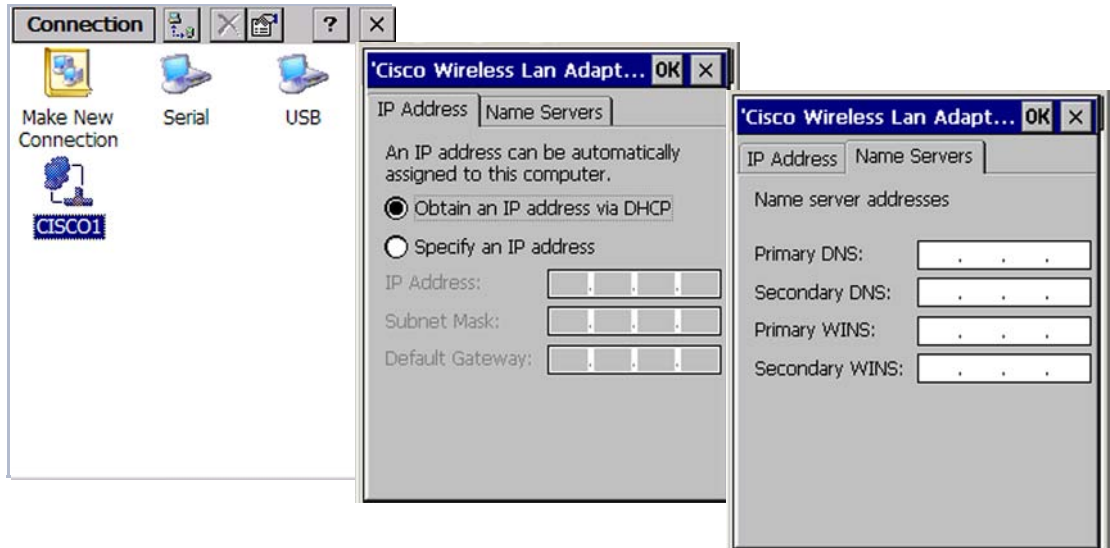 Connection
?
Make New Connection
Serial
USB
CISCO1
'Cisco Wireless Lan Adapt... OK
IP Address Name Servers
An IP address can be automatically
assigned to this computer.
Obtain an IP address via DHCP
Specify an IP address
IP Address: . . .
Subnet Mask: . . .
Default Gateway: . . .
'Cisco Wireless Lan Adapt... OK
IP Address Name Servers
Name server addresses
Primary DNS: . . .
Secondary DNS: . . .
Primary WINS: . . .
Secondary WINS: . . .